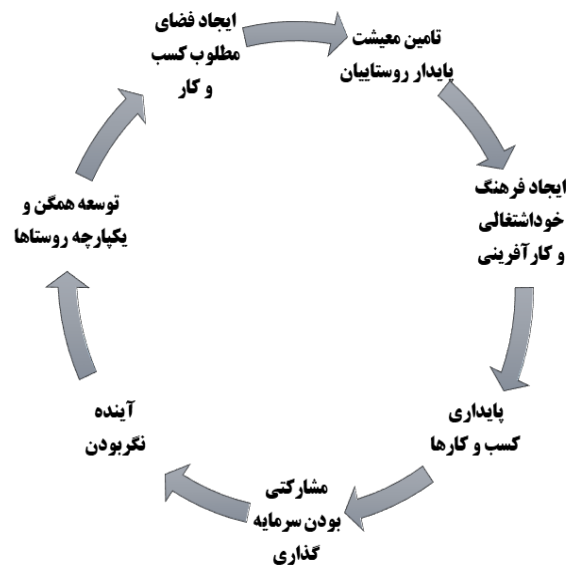 ایجاد فضای
مطلوب کسب
و کار
تامین معیشت
پایدار روستاییان
ایجاد فرهنگ
خوداشتغالی
و کارآفرینی
پایداری
کسب و کارها
مشارکتی
بودن سرمایه
گذاری
آینده
نگربودن
توسعه همگن و
یکپارچه روستاها